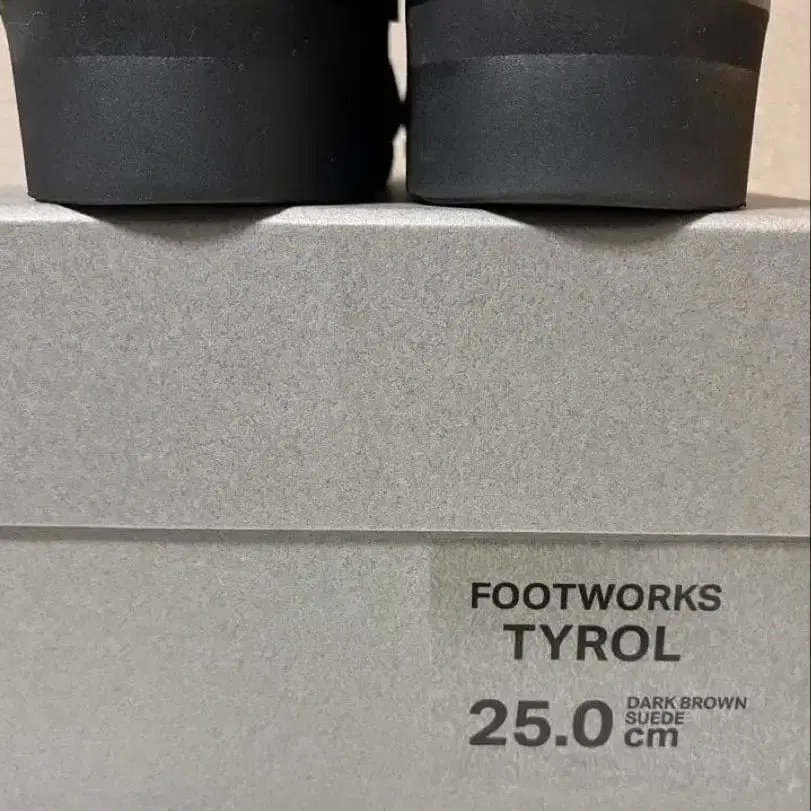 FOOTWORKS
TYROL
25.0 cm
DARK BROWN
SUEDE